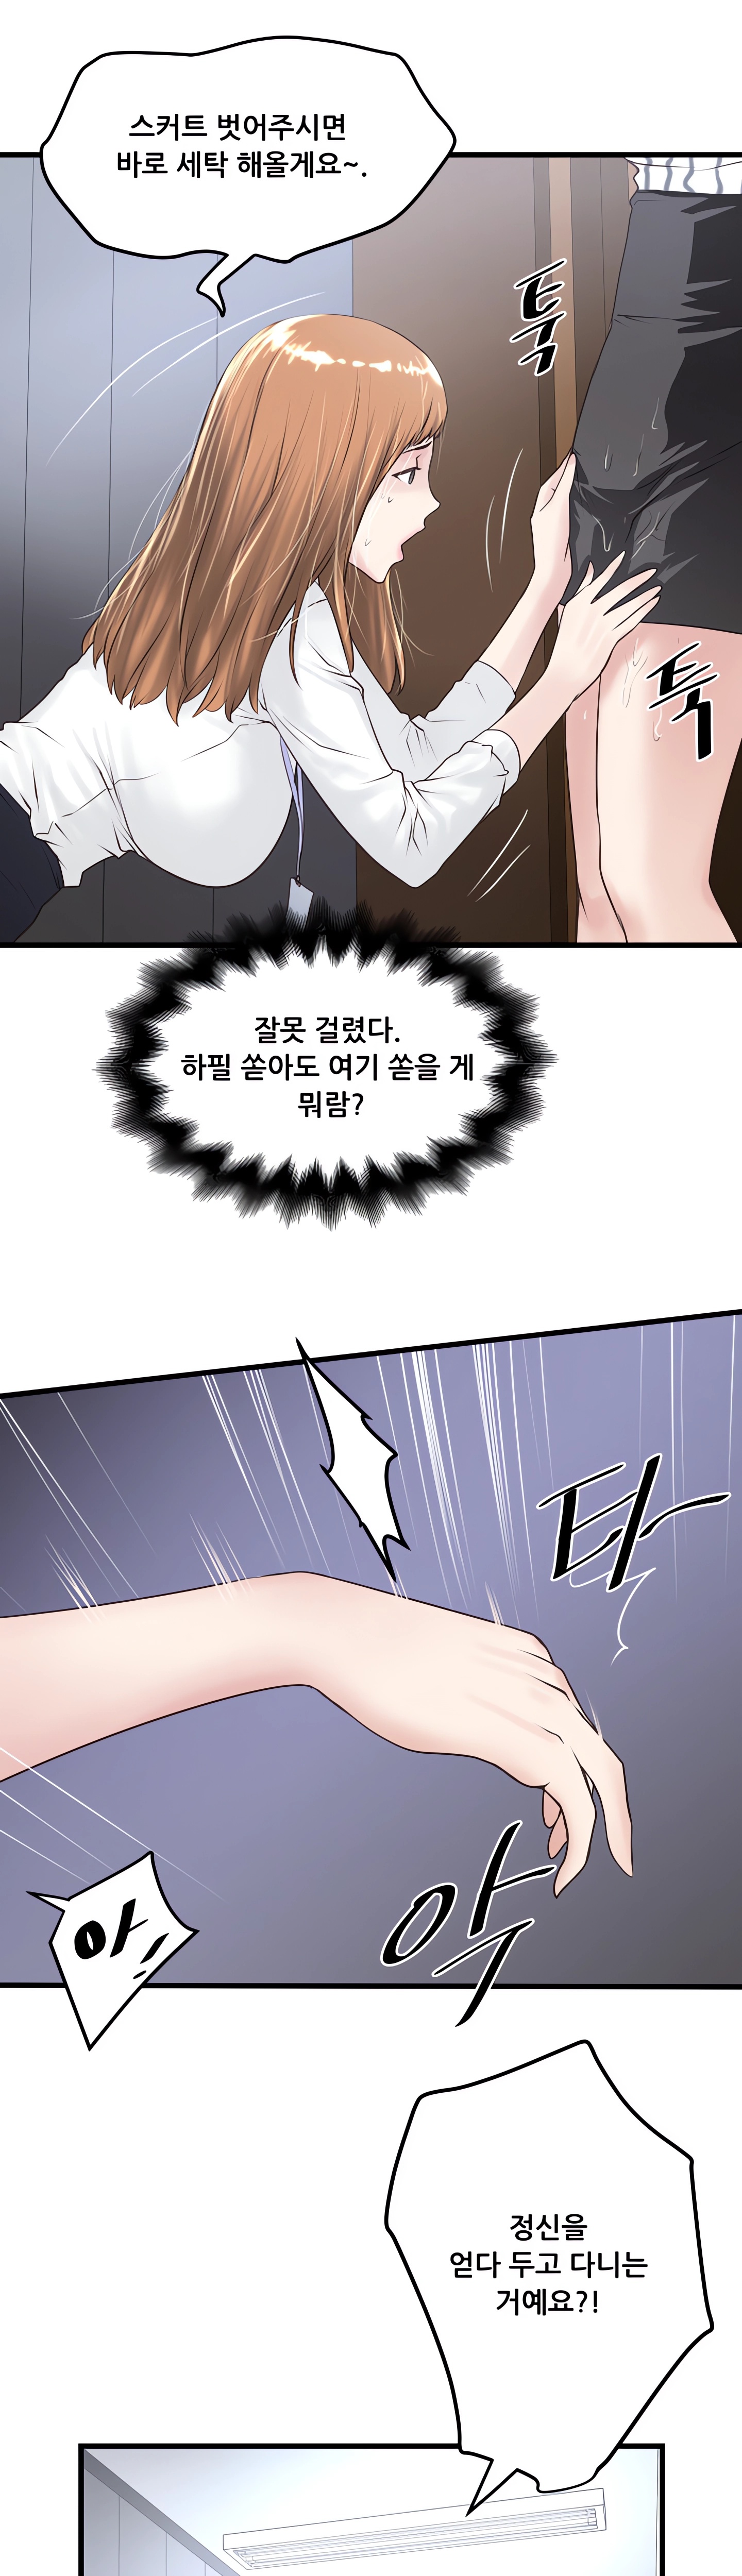 스커트 벗어주시면
바로 세탁 해올게요~.
툭
툭
잘못 걸렸다.
하필 쏟아도 여기 쏟을 게
뭐람?
타
악
아!
정신을
얻다 두고 다니는
거예요?!